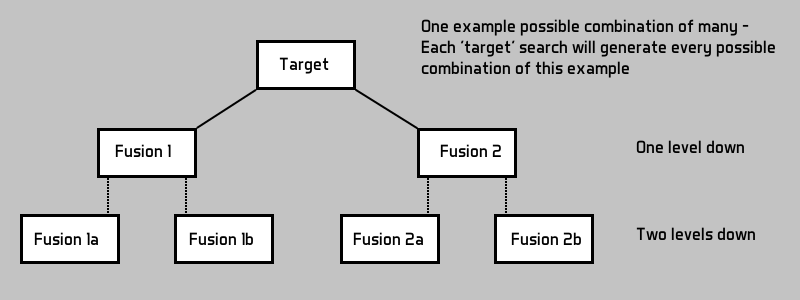 One example possible combination of many -
Each 'target' search will generate every possible
combination of this example
Target
Fusion 1
Fusion 2
One level down
Fusion 1a
Fusion 1b
Fusion 2a
Fusion 2b
Two levels down